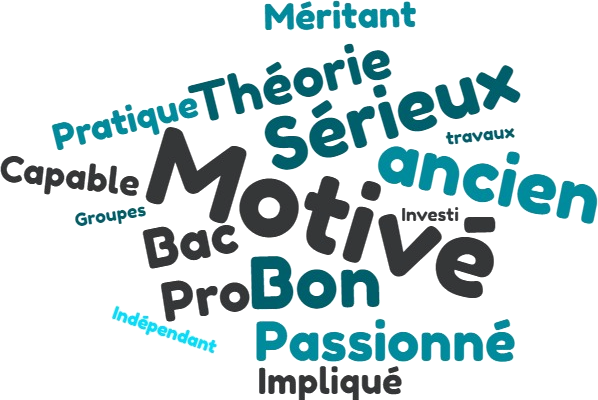 Méritant
Théorie
Pratique
Sérieux
travaux
Capable
Motivé
ancien
Groupes
Investi
Bac
Pro
Bon
Indépendant
Passionné
Impliqué